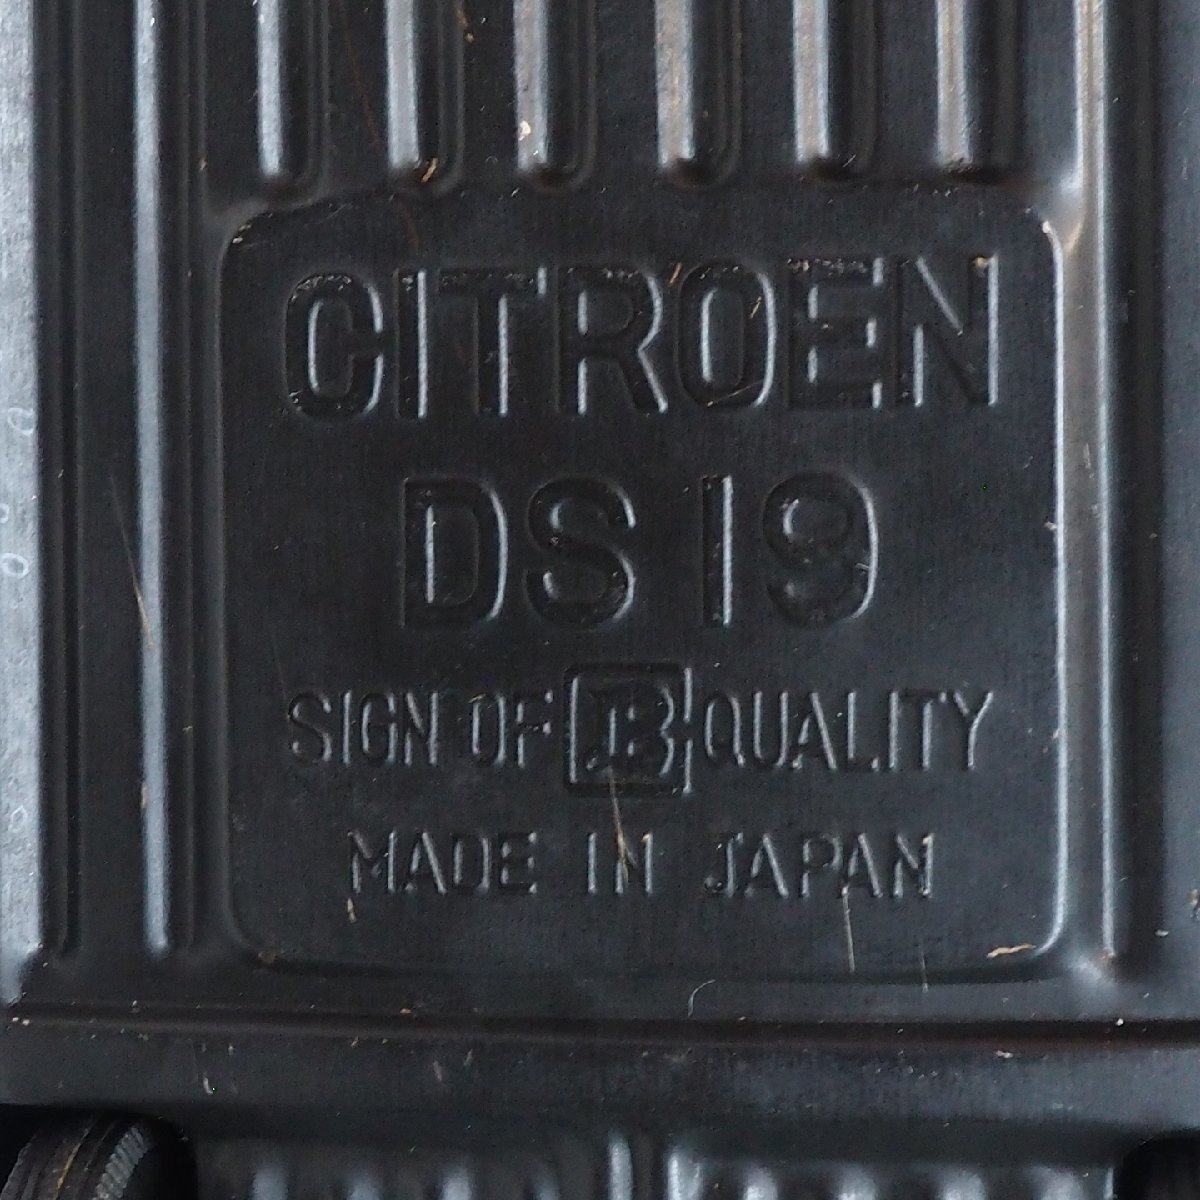 CITROEN
DS 19
SIGN OF B QUALITY
MADE IN JAPAN